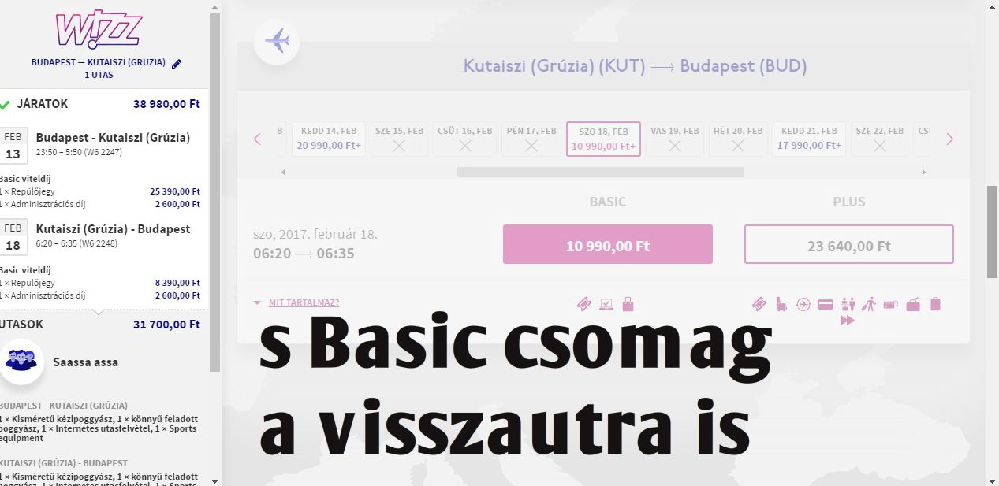 Wizz
BUDAPEST — KUTAISZI (GRÚZIA)
1 UTAS
JÁRATOK 38 980,00 Ft
FEB
13
Budapest - Kutaiszi (Grúzia)
23:50 – 5:50 (W6 2247)
Basic viteldíj
1 × Repülőjegy 25 390,00 Ft
1 × Adminisztrációs díj 2 600,00 Ft
FEB
18
Kutaiszi (Grúzia) - Budapest
6:20 – 6:35 (W6 2248)
Basic viteldíj
1 × Repülőjegy 8 390,00 Ft
1 × Adminisztrációs díj 2 600,00 Ft
UTASOK 31 700,00 Ft
Saassa assa
BUDAPEST - KUTAISZI (GRÚZIA)
1 × Kisméretű kézipoggyász, 1 × könnyű feladott
poggyász, 1 × Internetes utasfelvétel, 1 × Sports
equipment
KUTAISZI (GRÚZIA) - BUDAPEST
1 × Kisméretű kézipoggyász, 1 × könnyű feladott
poggyász, 1 × Internetes utasfelvétel, 1 × Sports
Kutaiszi (Grúzia) (KUT) ⟶ Budapest (BUD)
B KEDD 14, FEB SZE 15, FEB CSÜT 16, FEB PÉN 17, FEB SZO 18, FEB VAS 19, FEB HÉT 20, FEB KEDD 21, FEB SZE 22, FEB CSÜ
20 990,00 Ft+ 10 990,00 Ft+ 17 990,00 Ft+
BASIC PLUS
szo, 2017. február 18.
06:20 ⟶ 06:35
10 990,00 Ft 23 640,00 Ft
MIT TARTALMAZ?
s Basic csomag
a visszautra is